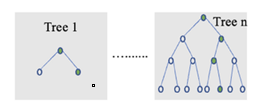 Tree 1
Tree n
..........